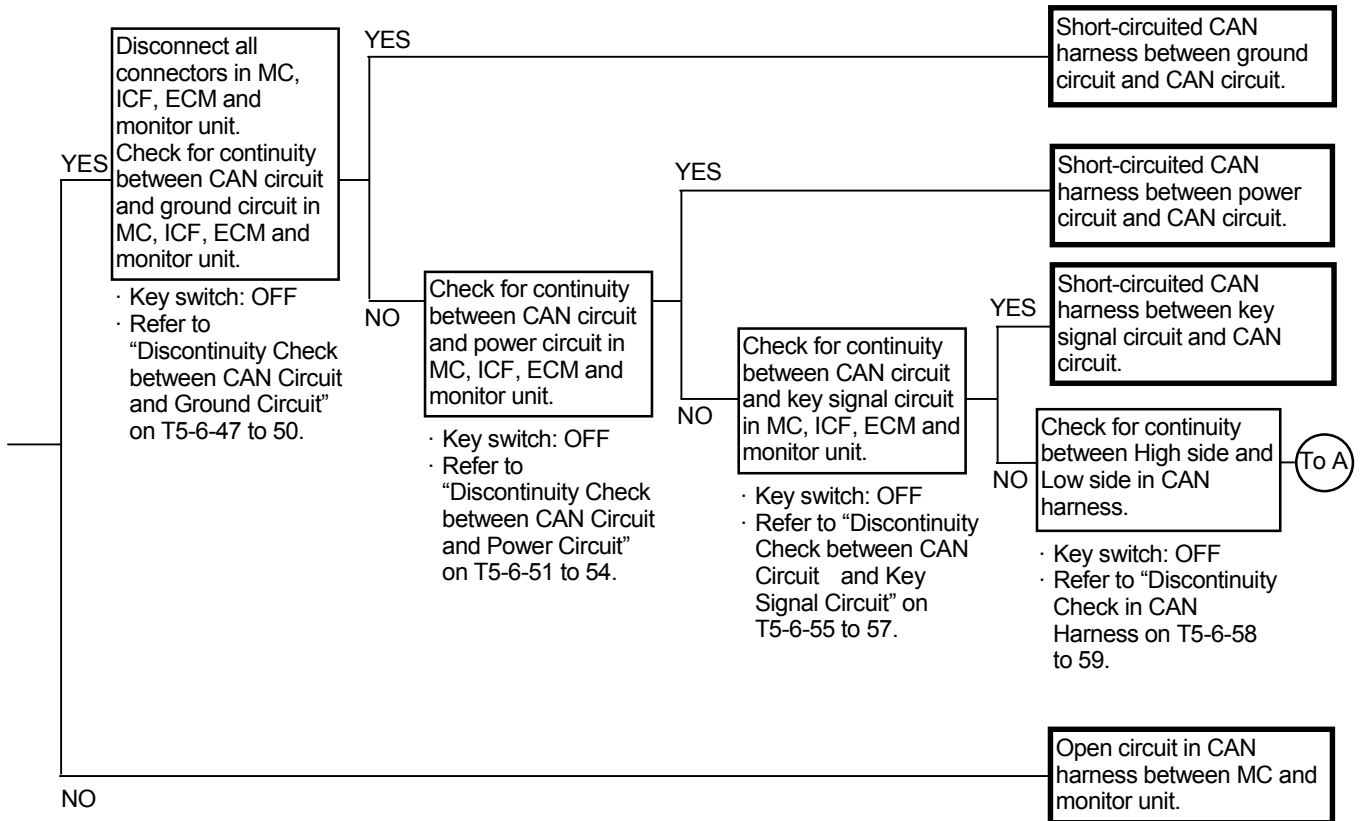 YES
Disconnect all
connectors in MC,
ICF, ECM and
monitor unit.
Check for continuity
between CAN circuit
and ground circuit in
MC, ICF, ECM and
monitor unit.
· Key switch: OFF
· Refer to
“Discontinuity Check
between CAN Circuit
and Ground Circuit”
on T5-6-47 to 50.
YES
Short-circuited CAN
harness between ground
circuit and CAN circuit.
NO
Check for continuity
between CAN circuit
and power circuit in
MC, ICF, ECM and
monitor unit.
· Key switch: OFF
· Refer to
“Discontinuity Check
between CAN Circuit
and Power Circuit”
on T5-6-51 to 54.
YES
Short-circuited CAN
harness between power
circuit and CAN circuit.
NO
Check for continuity
between CAN circuit
and key signal circuit
in MC, ICF, ECM and
monitor unit.
· Key switch: OFF
· Refer to “Discontinuity
Check between CAN
Circuit and Key
Signal Circuit” on
T5-6-55 to 57.
YES
Short-circuited CAN
harness between key
signal circuit and CAN
circuit.
NO
Check for continuity
between High side and
Low side in CAN
harness.
To A
· Key switch: OFF
· Refer to “Discontinuity
Check in CAN
Harness on T5-6-58
to 59.
NO
Open circuit in CAN
harness between MC and
monitor unit.